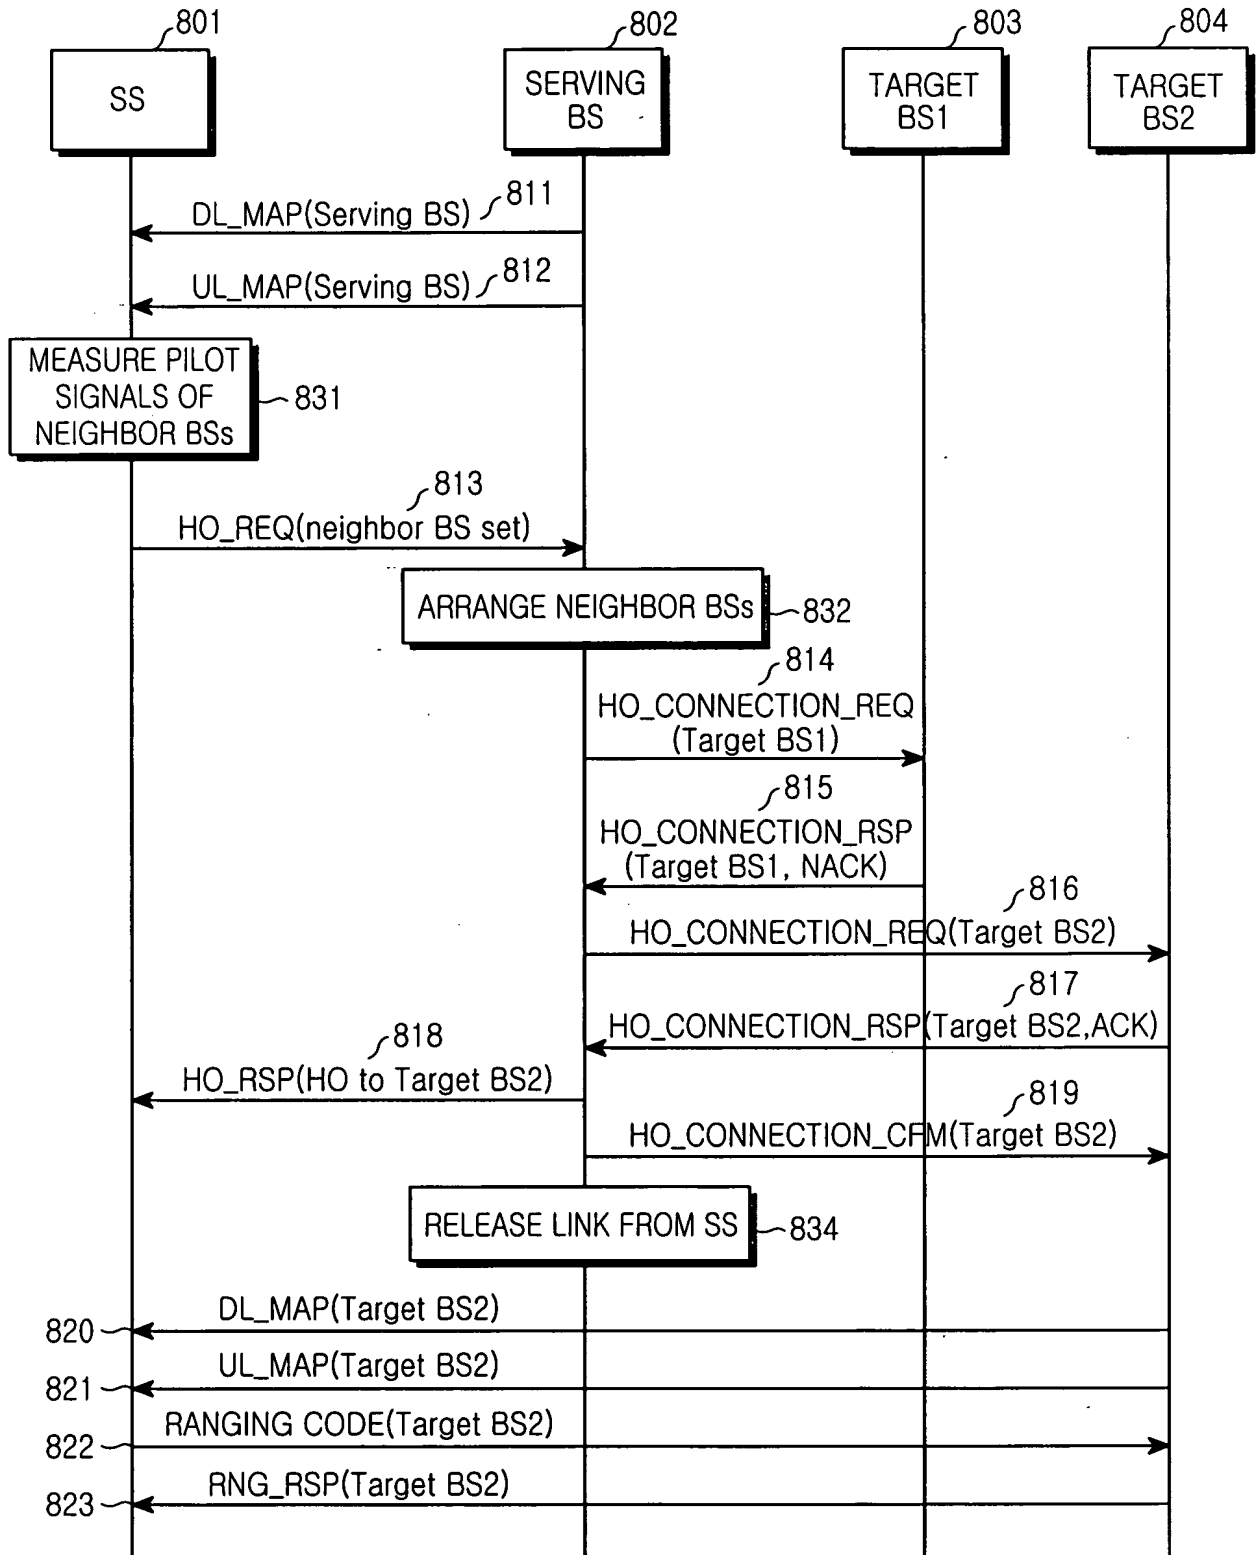 801
802
803
804
SS
SERVING
BS
TARGET
BS1
TARGET
BS2
811
DL_MAP(Serving BS)
812
UL_MAP(Serving BS)
MEASURE PILOT
SIGNALS OF
NEIGHBOR BSs
831
813
HO_REQ(neighbor BS set)
ARRANGE NEIGHBOR BSs
832
814
HO_CONNECTION_REQ
(Target BS1)
815
HO_CONNECTION_RSP
(Target BS1, NACK)
816
HO_CONNECTION_REQ(Target BS2)
817
HO_CONNECTION_RSP(Target BS2,ACK)
818
HO_RSP(HO to Target BS2)
819
HO_CONNECTION_CFM(Target BS2)
RELEASE LINK FROM SS
834
DL_MAP(Target BS2)
820
UL_MAP(Target BS2)
821
RANGING CODE(Target BS2)
822
RNG_RSP(Target BS2)
823